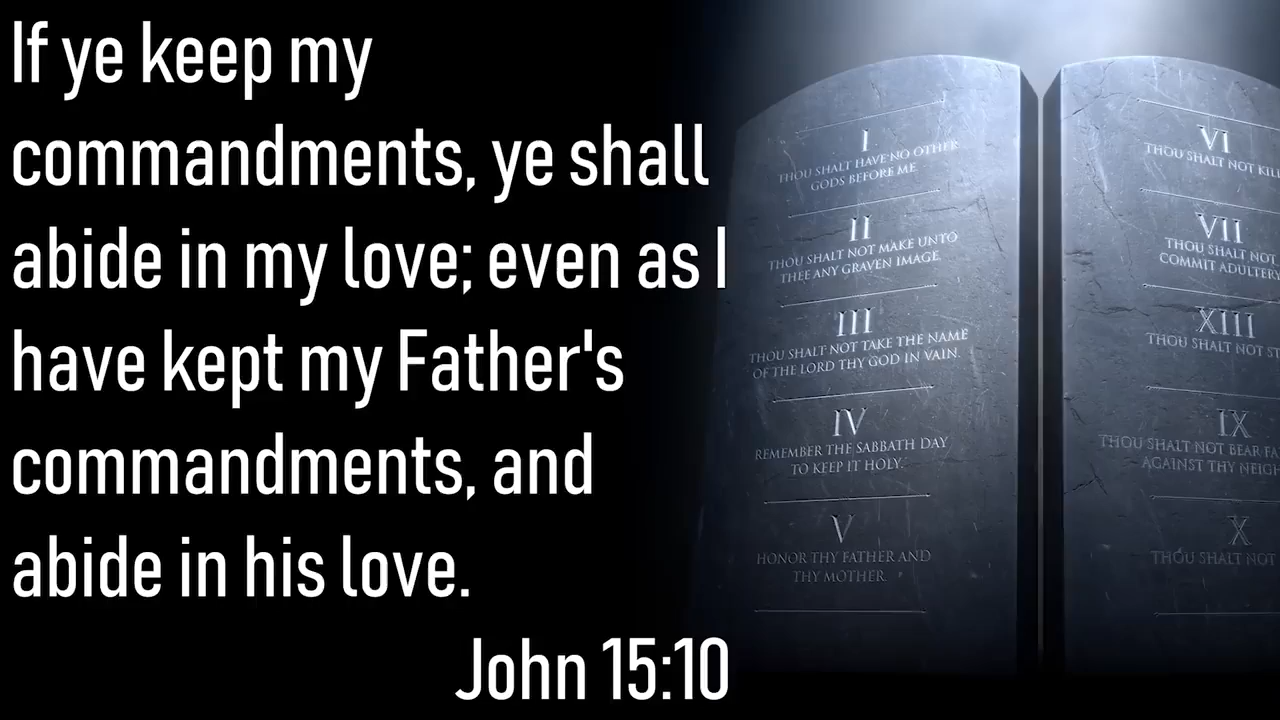 If ye keep my
commandments, ye shall
abide in my love; even as I
have kept my Father's
commandments, and
abide in his love.
John 15:10
I
THOU SHALT HAVE NO OTHER
GODS BEFORE ME.
II
THOU SHALT NOT MAKE UNTO
THEE ANY GRAVEN IMAGE.
III
THOU SHALT NOT TAKE THE NAME
OF THE LORD THY GOD IN VAIN.
IV
REMEMBER THE SABBATH DAY
TO KEEP IT HOLY.
V
HONOR THY FATHER AND
THY MOTHER.
VI
THOU SHALT NOT KILL
VII
THOU SHALT NOT
COMMIT ADULTERY
XIII
THOU SHALT NOT ST
IX
THOU SHALT NOT BEAR FA
AGAINST THY NEIGH
X
THOU SHALT NOT